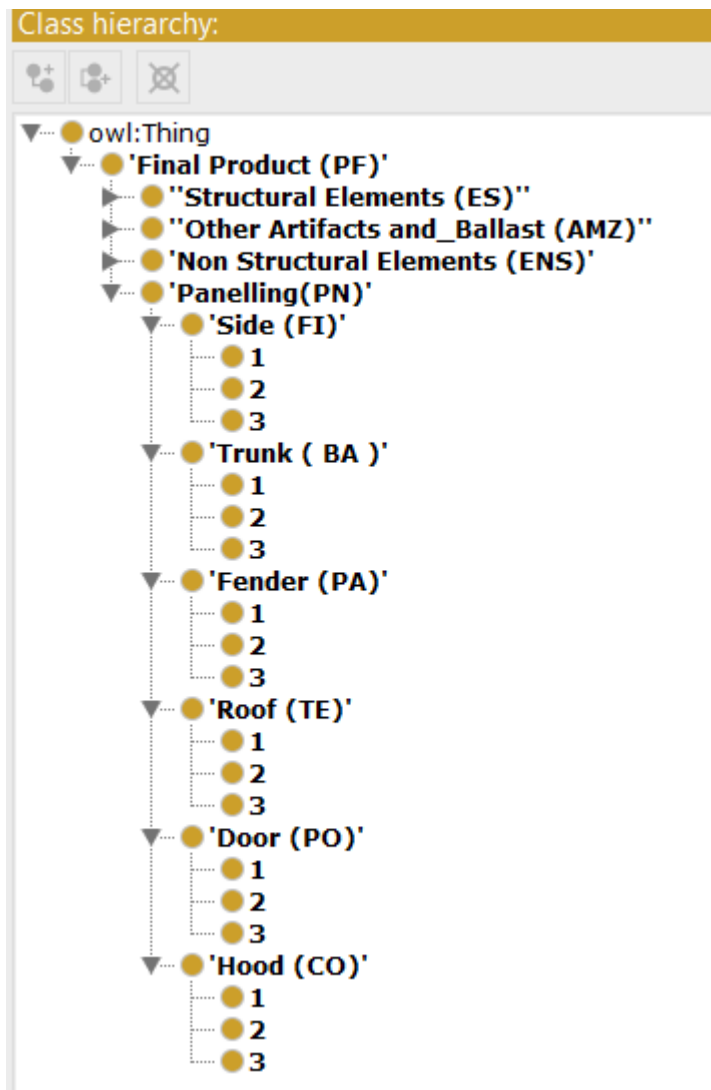 Class hierarchy:
owl:Thing
'Final Product (PF)'
''Structural Elements (ES)''
''Other Artifacts and_Ballast (AMZ)''
'Non Structural Elements (ENS)'
'Panelling(PN)'
'Side (FI)'
1
2
3
'Trunk ( BA )'
1
2
3
'Fender (PA)'
1
2
3
'Roof (TE)'
1
2
3
'Door (PO)'
1
2
3
'Hood (CO)'
1
2
3